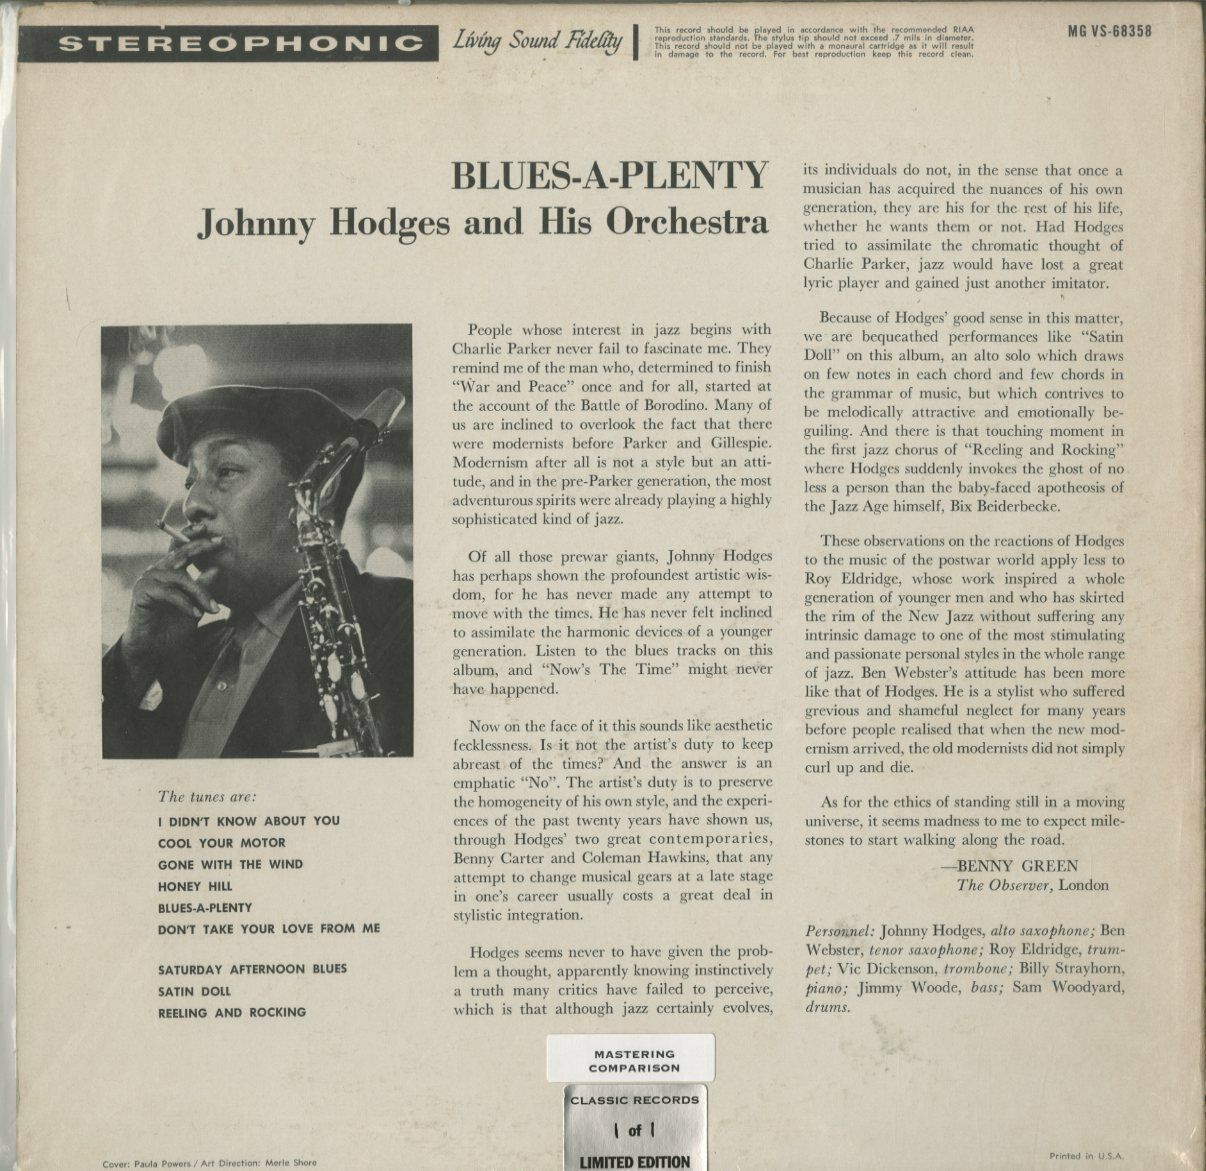 STEREOPHONIC
Living Sound Fidelity
This record should be played in accordance with the recommended RIAA
reproduction standards. The stylus tip should not exceed .7 mils in diameter.
This record should not be played with a monaural cartridge as it will result
in damage to the record. For best reproduction keep this record clean.
MG VS-68358
BLUES-A-PLENTY
Johnny Hodges and His Orchestra
The tunes are:
I DIDN'T KNOW ABOUT YOU
COOL YOUR MOTOR
GONE WITH THE WIND
HONEY HILL
BLUES-A-PLENTY
DON'T TAKE YOUR LOVE FROM ME
SATURDAY AFTERNOON BLUES
SATIN DOLL
REELING AND ROCKING
People whose interest in jazz begins with
Charlie Parker never fail to fascinate me. They
remind me of the man who, determined to finish
"War and Peace" once and for all, started at
the account of the Battle of Borodino. Many of
us are inclined to overlook the fact that there
were modernists before Parker and Gillespie.
Modernism after all is not a style but an atti-
tude, and in the pre-Parker generation, the most
adventurous spirits were already playing a highly
sophisticated kind of jazz.
Of all those prewar giants, Johnny Hodges
has perhaps shown the profoundest artistic wis-
dom, for he has never made any attempt to
move with the times. He has never felt inclined
to assimilate the harmonic devices of a younger
generation. Listen to the blues tracks on this
album, and "Now's The Time" might never
have happened.
Now on the face of it this sounds like aesthetic
fecklessness. Is it not the artist's duty to keep
abreast of the times? And the answer is an
emphatic "No". The artist's duty is to preserve
the homogeneity of his own style, and the experi-
ences of the past twenty years have shown us,
through Hodges' two great contemporaries,
Benny Carter and Coleman Hawkins, that any
attempt to change musical gears at a late stage
in one's career usually costs a great deal in
stylistic integration.
Hodges seems never to have given the prob-
lem a thought, apparently knowing instinctively
a truth many critics have failed to perceive,
which is that although jazz certainly evolves,
its individuals do not, in the sense that once a
musician has acquired the nuances of his own
generation, they are his for the rest of his life,
whether he wants them or not. Had Hodges
tried to assimilate the chromatic thought of
Charlie Parker, jazz would have lost a great
lyric player and gained just another imitator.
Because of Hodges' good sense in this matter,
we are bequeathed performances like "Satin
Doll" on this album, an alto solo which draws
on few notes in each chord and few chords in
the grammar of music, but which contrives to
be melodically attractive and emotionally be-
guiling. And there is that touching moment in
the first jazz chorus of "Reeling and Rocking"
where Hodges suddenly invokes the ghost of no
less a person than the baby-faced apotheosis of
the Jazz Age himself, Bix Beiderbecke.
These observations on the reactions of Hodges
to the music of the postwar world apply less to
Roy Eldridge, whose work inspired a whole
generation of younger men and who has skirted
the rim of the New Jazz without suffering any
intrinsic damage to one of the most stimulating
and passionate personal styles in the whole range
of jazz. Ben Webster's attitude has been more
like that of Hodges. He is a stylist who suffered
grevious and shameful neglect for many years
before people realised that when the new mod-
ernism arrived, the old modernists did not simply
curl up and die.
As for the ethics of standing still in a moving
universe, it seems madness to me to expect mile-
stones to start walking along the road.
—BENNY GREEN
The Observer, London
Personnel: Johnny Hodges, alto saxophone; Ben
Webster, tenor saxophone; Roy Eldridge, trum-
pet; Vic Dickenson, trombone; Billy Strayhorn,
piano; Jimmy Woode, bass; Sam Woodyard,
drums.
MASTERING
COMPARISON
CLASSIC RECORDS
1 of 1
LIMITED EDITION
Cover: Paula Powers / Art Direction: Merle Shore
Printed in U.S.A.